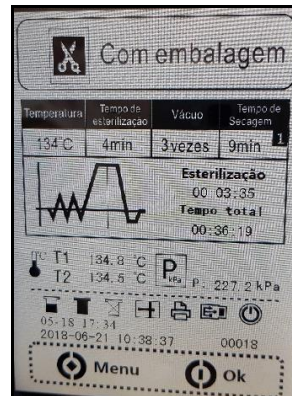 Com embalagem
Temperatura Tempo de esterilização Vácuo Tempo de Secagem
134°C 4min 3vezes 9min 1
Esterilização
00 03:35
Tempo total
00:36:19
°C T1 134.8 °C P kPa P. 227.2 kPa
T2 134.5 °C
05-18 17:34
2018-06-21 10:38:37 00018
Menu Ok